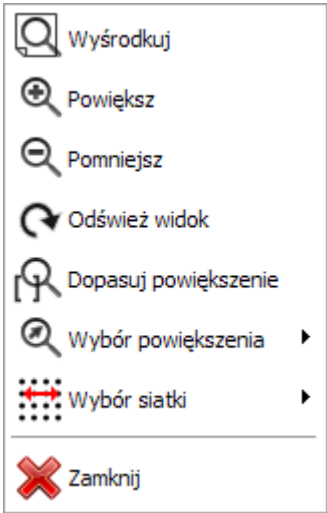 Wyśrodkuj
Powiększ
Pomniejsz
Odśwież widok
Dopasuj powiększenie
Wybór powiększenia
Wybór siatki
Zamknij